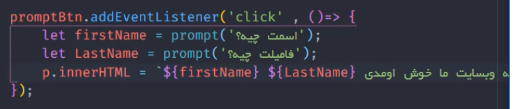 promptBtn.addEventListener('click' , ()=> {
let firstName = prompt('اسمت چیه؟');
let LastName = prompt('فامیلت چیه؟');
p.innerHTML = `${firstName} ${LastName} وبسایت ما خوش اومدی
});